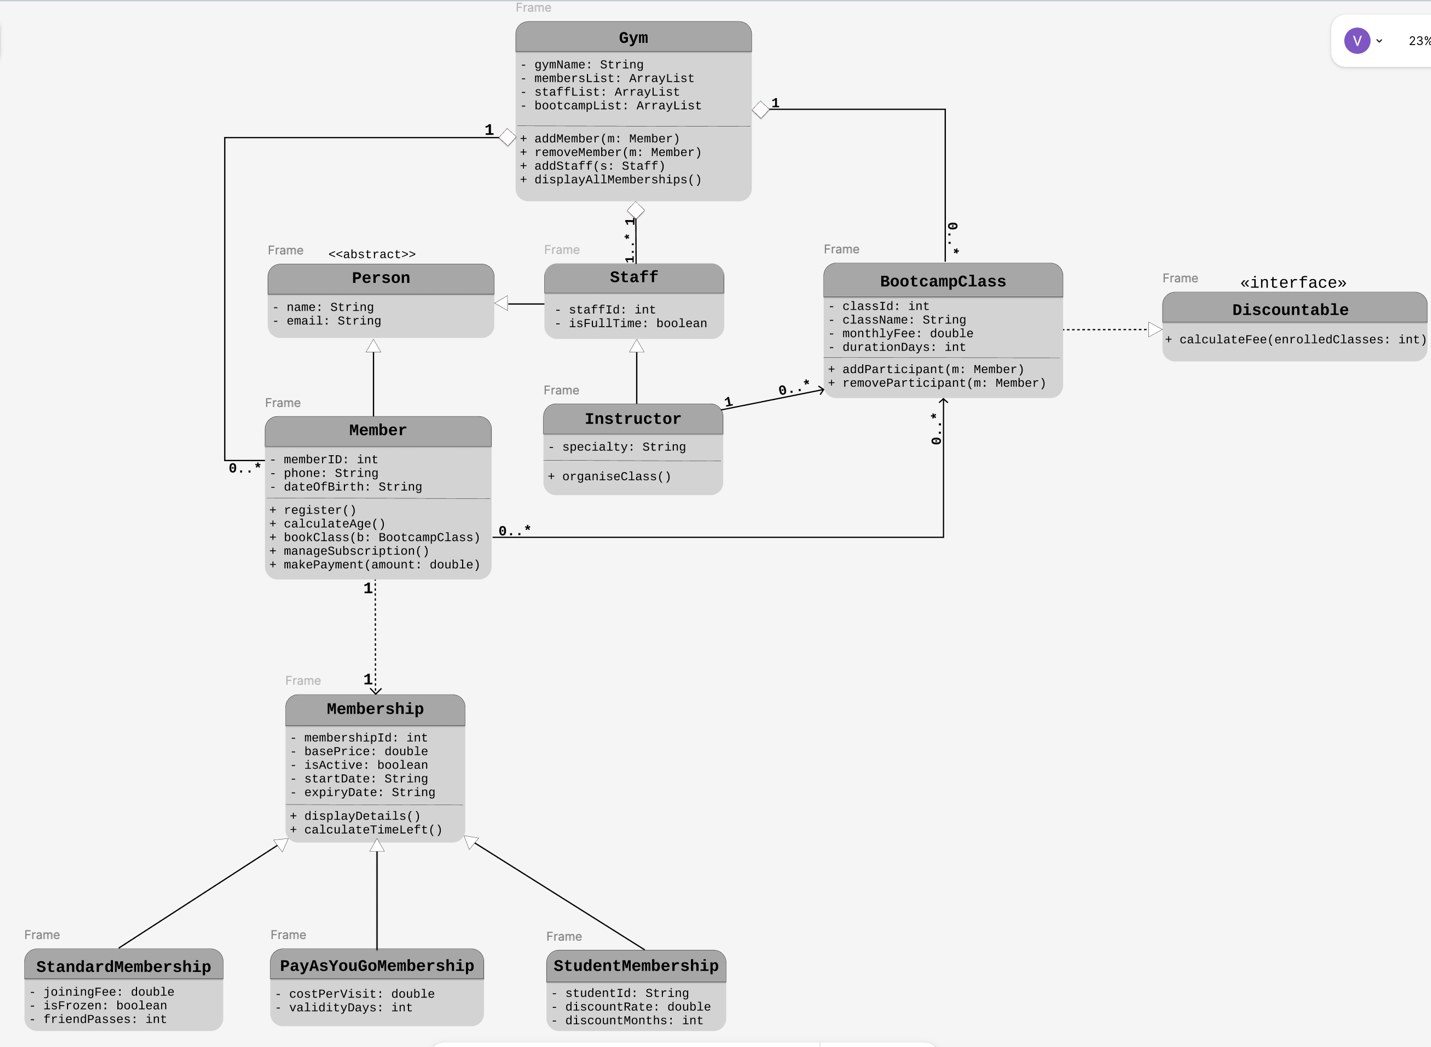 Frame
Gym
- gymName: String
- membersList: ArrayList
- staffList: ArrayList
- bootcampList: ArrayList
+ addMember(m: Member)
+ removeMember(m: Member)
+ addStaff(s: Staff)
+ displayAllMemberships()
V
23%
1
1
1
1..*
0..*
Frame
<<abstract>>
Person
- name: String
- email: String
Frame
Staff
- staffId: int
- isFullTime: boolean
Frame
BootcampClass
- classId: int
- className: String
- monthlyFee: double
- durationDays: int
+ addParticipant(m: Member)
+ removeParticipant(m: Member)
Frame
«interface»
Discountable
+ calculateFee(enrolledClasses: int)
Frame
Instructor
- specialty: String
+ organiseClass()
1
0..*
0..*
Frame
Member
- memberID: int
- phone: String
- dateOfBirth: String
+ register()
+ calculateAge()
+ bookClass(b: BootcampClass)
+ manageSubscription()
+ makePayment(amount: double)
0..*
0..*
1
1
Frame
Membership
- membershipId: int
- basePrice: double
- isActive: boolean
- startDate: String
- expiryDate: String
+ displayDetails()
+ calculateTimeLeft()
Frame
StandardMembership
- joiningFee: double
- isFrozen: boolean
- friendPasses: int
Frame
PayAsYouGoMembership
- costPerVisit: double
- validityDays: int
Frame
StudentMembership
- studentId: String
- discountRate: double
- discountMonths: int